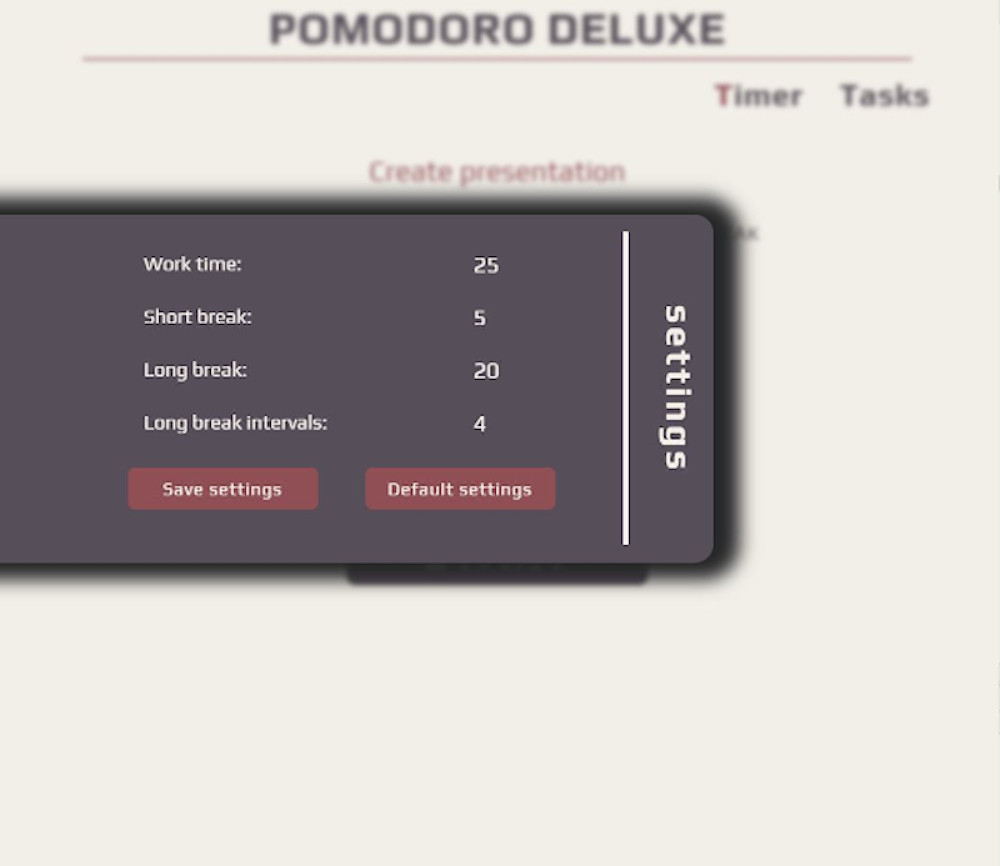 POMODORO DELUXE
Timer Tasks
Create presentation
Work time: 25
Short break: 5
Long break: 20
Long break intervals: 4
Save settings Default settings
settings